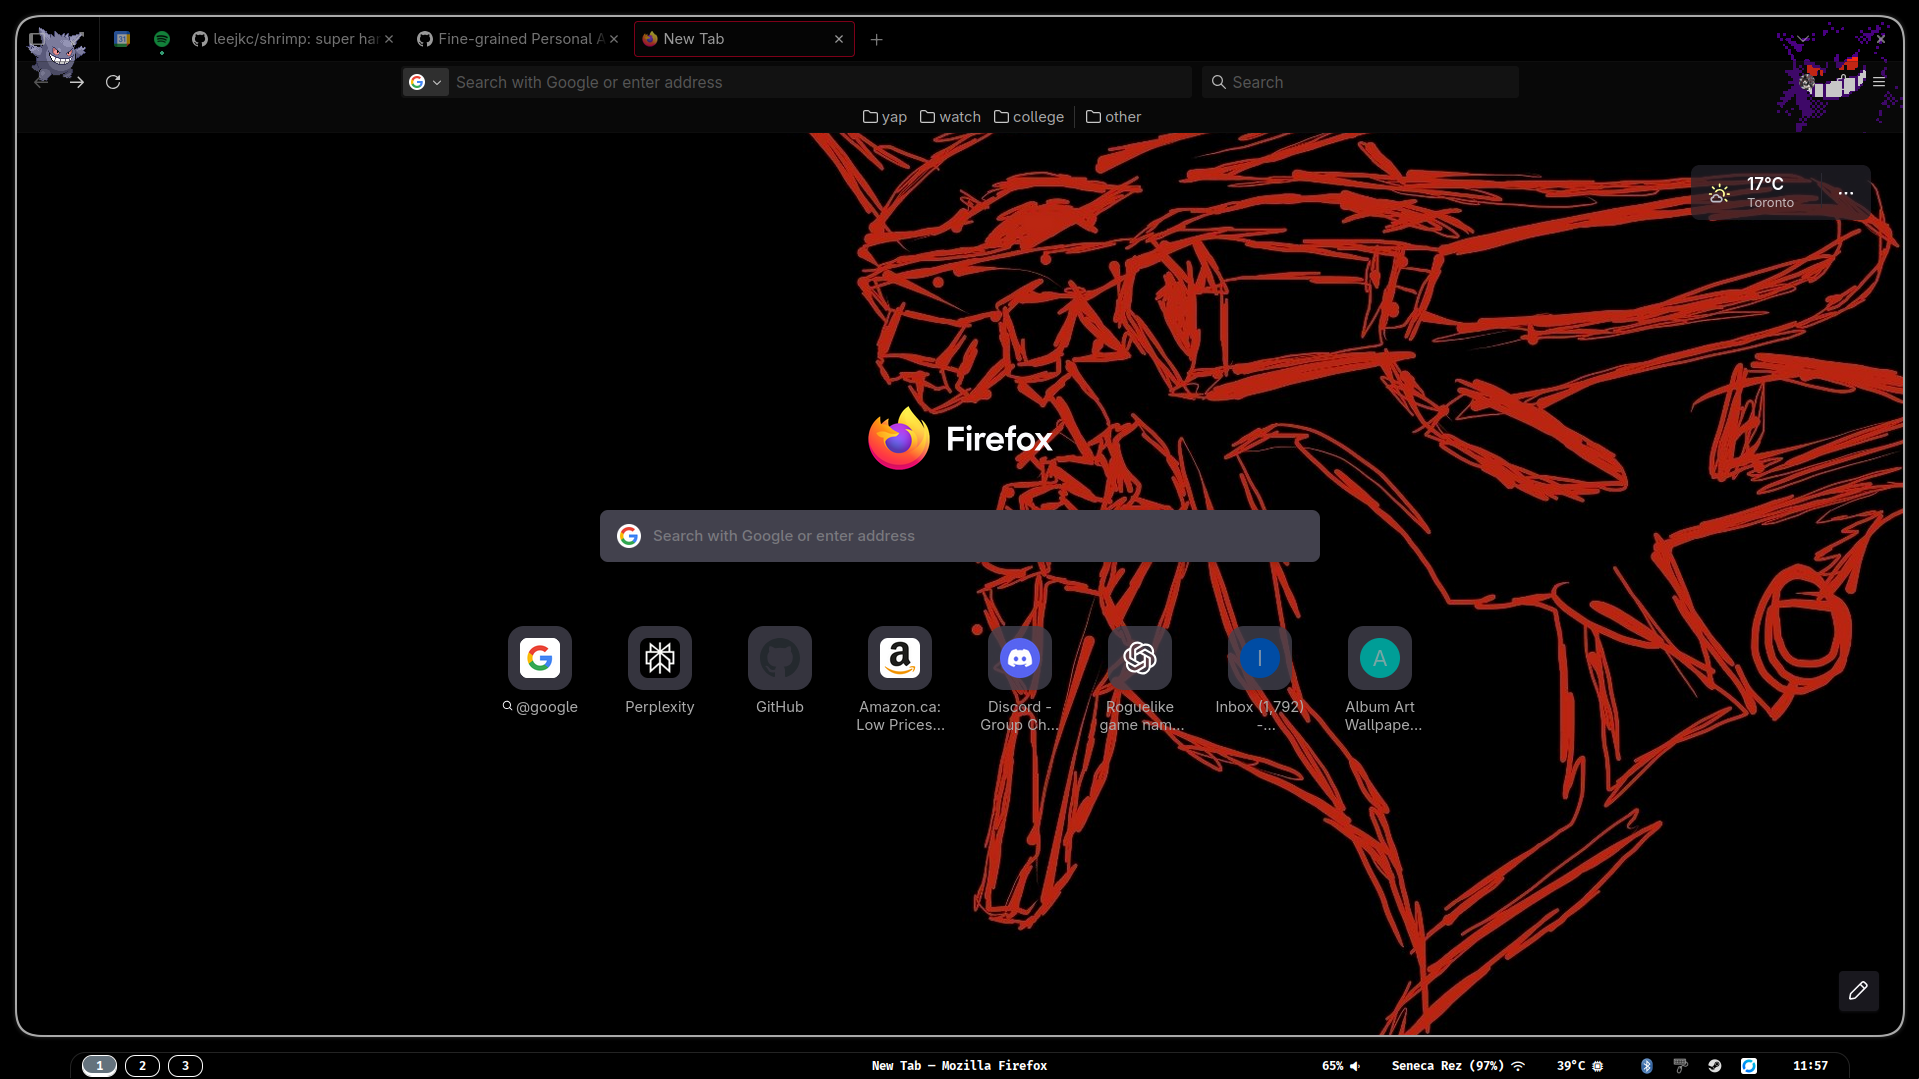 leejkc/shrimp: super har
Fine-grained Personal A
New Tab
Search with Google or enter address
Search
yap
watch
college
other
17°C
Toronto
Firefox
Search with Google or enter address
@google
Perplexity
GitHub
Amazon.ca:
Low Prices...
Discord -
Group Ch...
Roguelike
game nam...
Inbox (1,792)
-...
Album Art
Wallpape...
1
2
3
New Tab — Mozilla Firefox
65%
Seneca Rez (97%)
39°C
11:57